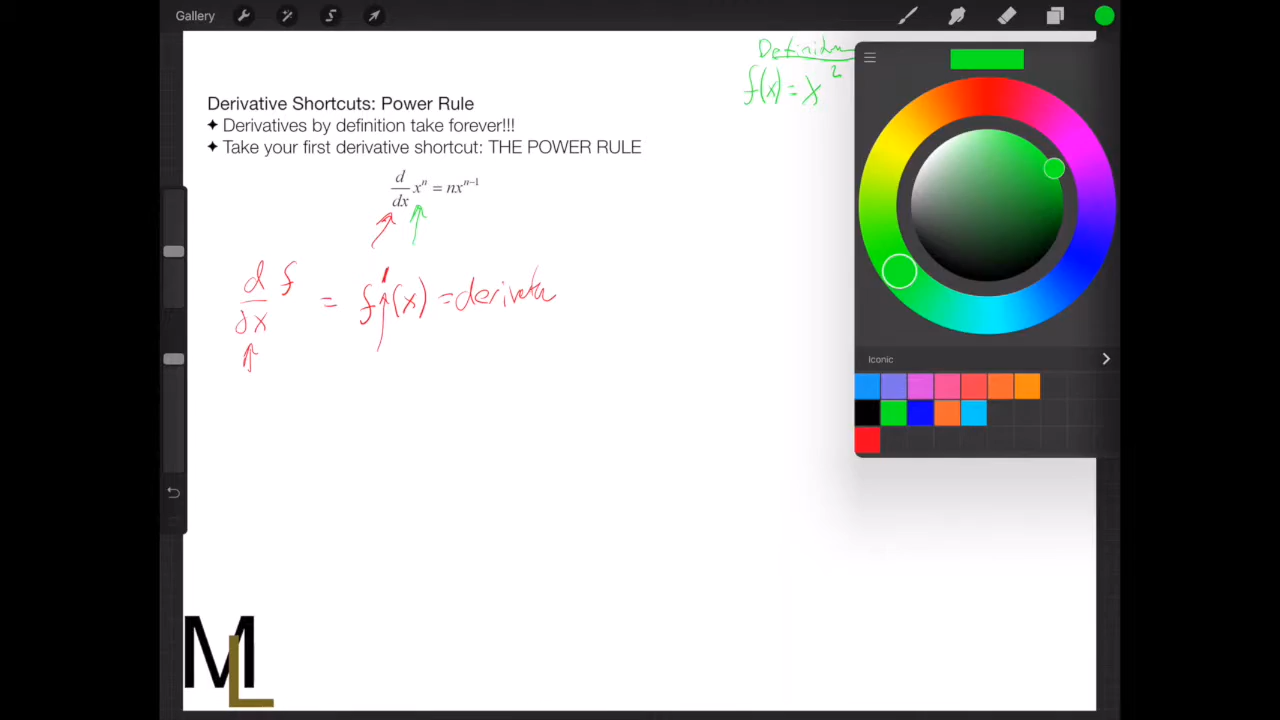 Gallery
Definition
f(x) = x²
Derivative Shortcuts: Power Rule
✦ Derivatives by definition take forever!!!
✦ Take your first derivative shortcut: THE POWER RULE
d/dx xⁿ = nxⁿ⁻¹
d/dx f = f'(x) = derivative
Iconic
ML